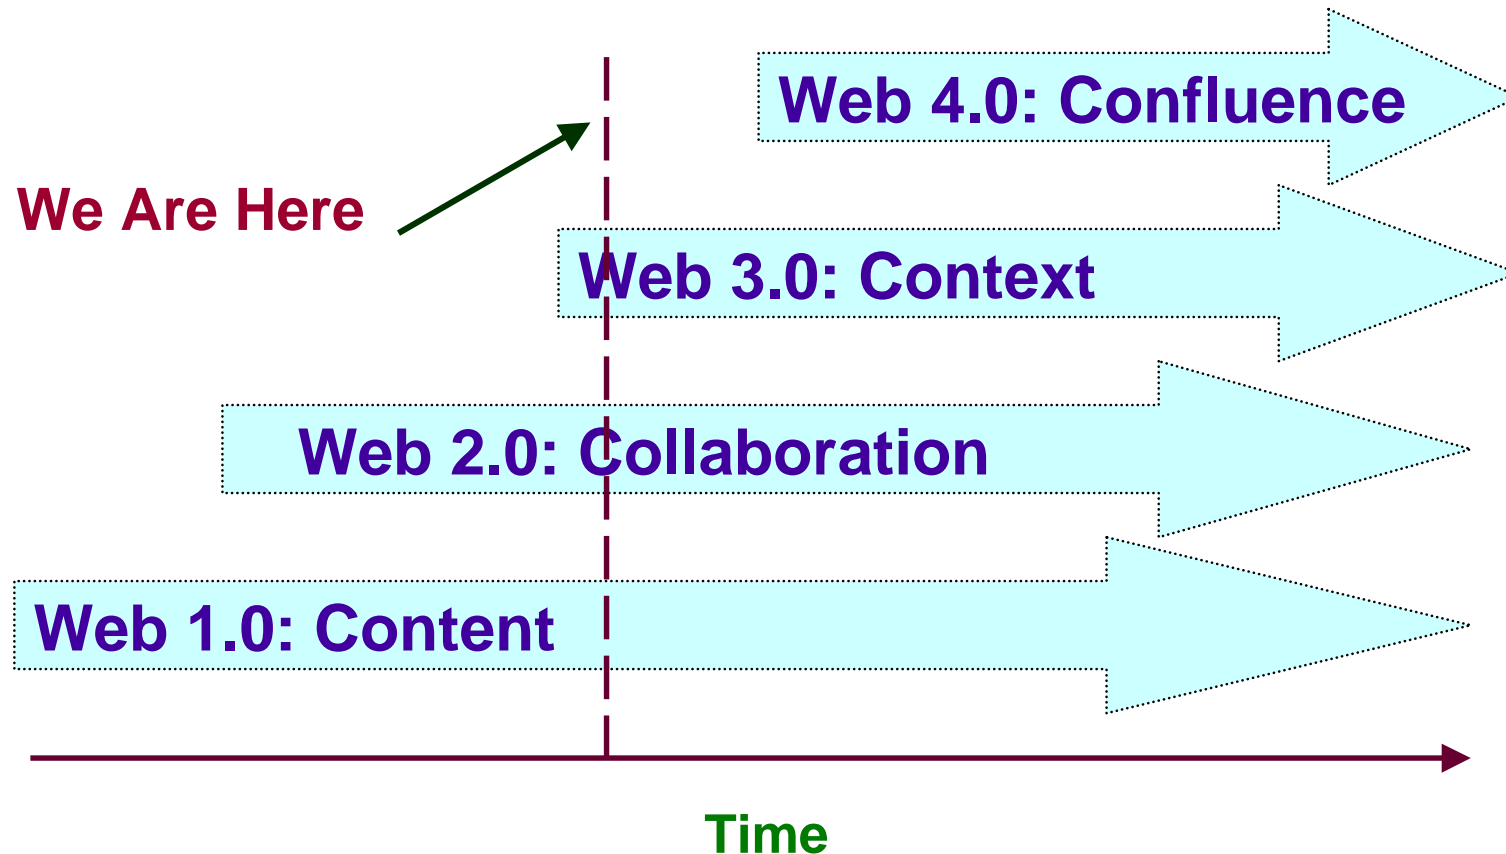 Web 4.0: Confluence
We Are Here
Web 3.0: Context
Web 2.0: Collaboration
Web 1.0: Content
Time